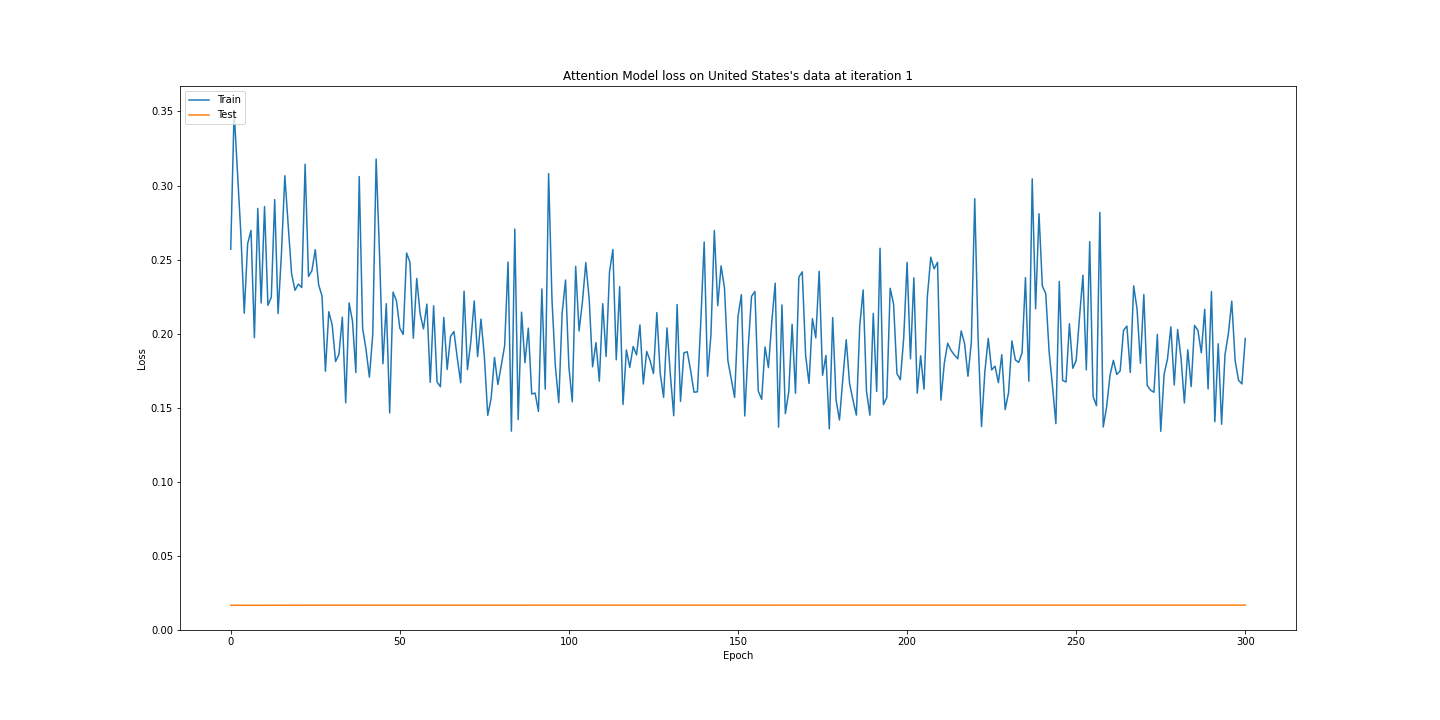 Attention Model loss on United States's data at iteration 1
Train
Test
0.35
0.30
0.25
0.20
0.15
0.10
0.05
0.00
Loss
0 50 100 150 200 250 300
Epoch